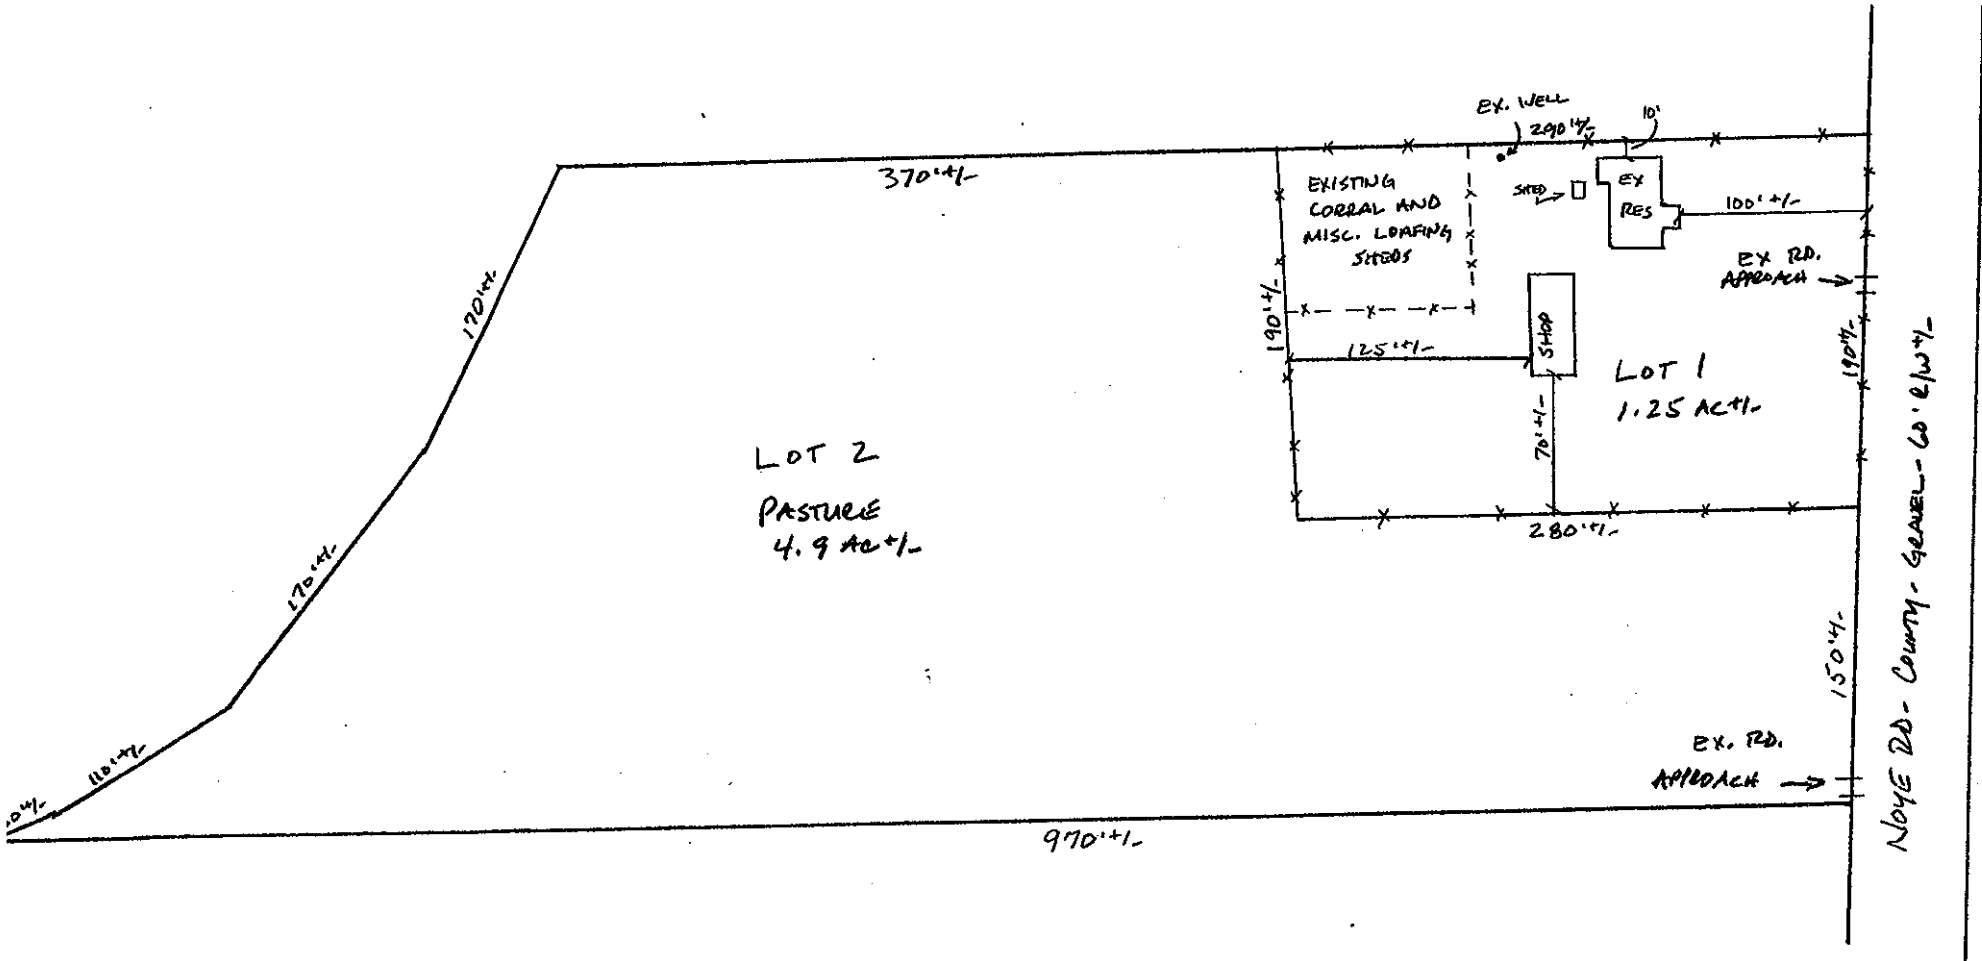 EX. WELL
290'+/-
10'
370'+/-
EXISTING
CORRAL AND
MISC. LOAFING
SHEDS
SHED
EX
RES
100'+/-
EX RD.
APPROACH
170'+/-
190'+/-
125'+/-
SHOP
LOT 1
1.25 AC+/-
190'+/-
70'+/-
LOT 2
PASTURE
4.9 AC+/-
280'+/-
170'+/-
150'+/-
NOYE RD- COUNTY- GRAVEL- 60' R/W+/-
EX. RD.
APPROACH
110'+/-
0'+/-
970'+/-